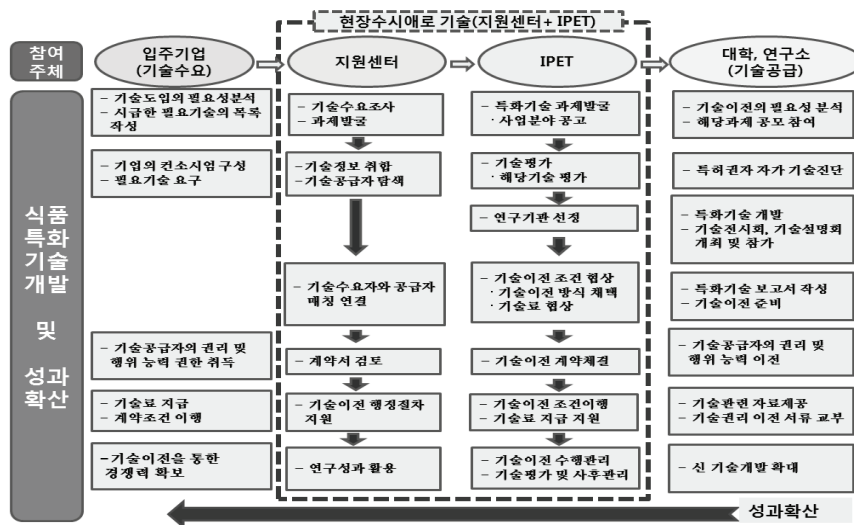 현장수시애로 기술(지원센터+ IPET)
참여
주체
입주기업
(기술수요)
지원센터
IPET
대학, 연구소
(기술공급)
식품
특화
기술
개발
및
성과
확산
– 기술도입의 필요성분석
– 시급한 필요기술의 목록
작성
– 기업의 컨소시엄 구성
– 필요기술 요구
– 기술공급자의 권리 및
행위 능력 권한 취득
– 기술료 지급
– 계약조건 이행
–기술이전을 통한
경쟁력 확보
– 기술수요조사
– 과제발굴
–기술정보 취합
–기술공급자 탐색
– 기술수요자와 공급자
매칭 연결
– 계약서 검토
– 기술이전 행정절차
지원
– 연구성과 활용
– 특화기술 과제발굴
· 사업분야 공고
– 기술평가
· 해당기술 평가
– 연구기관 선정
– 기술이전 조건 협상
· 기술이전 방식 채택
· 기술료 협상
– 기술이전 계약체결
– 기술이전 조건이행
– 기술료 지급 지원
– 기술이전 수행관리
– 기술평가 및 사후관리
– 기술이전의 필요성 분석
– 해당과제 공모 참여
– 특허권자 자가 기술진단
– 특화기술 개발
– 기술전시회, 기술설명회
개최 및 참가
– 특화기술 보고서 작성
– 기술이전 준비
– 기술공급자의 권리 및
행위 능력 이전
– 기술관련 자료제공
– 기술권리 이전 서류 교부
– 신 기술개발 확대
성과확산